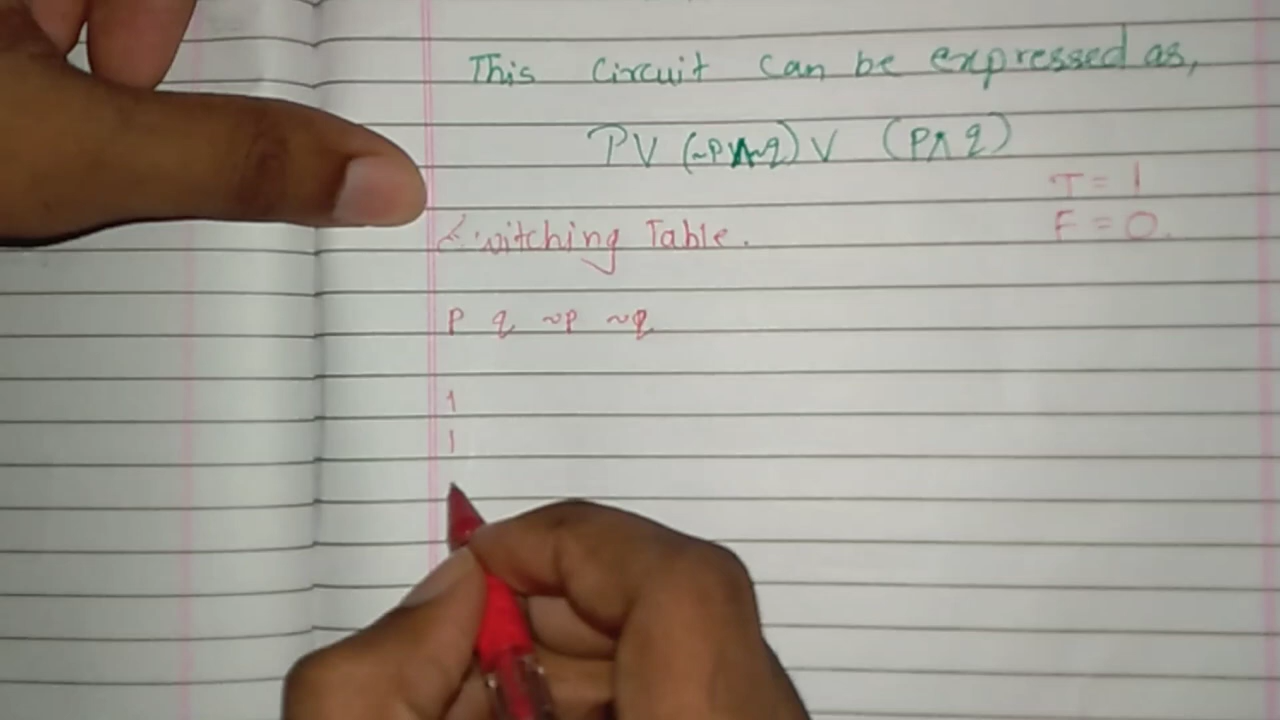 This Circuit can be expressed as,
P∨ (~p∧~q)∨ (p∧q)
T = 1
F = 0.
Switching Table.
P q ~p ~q
1
1